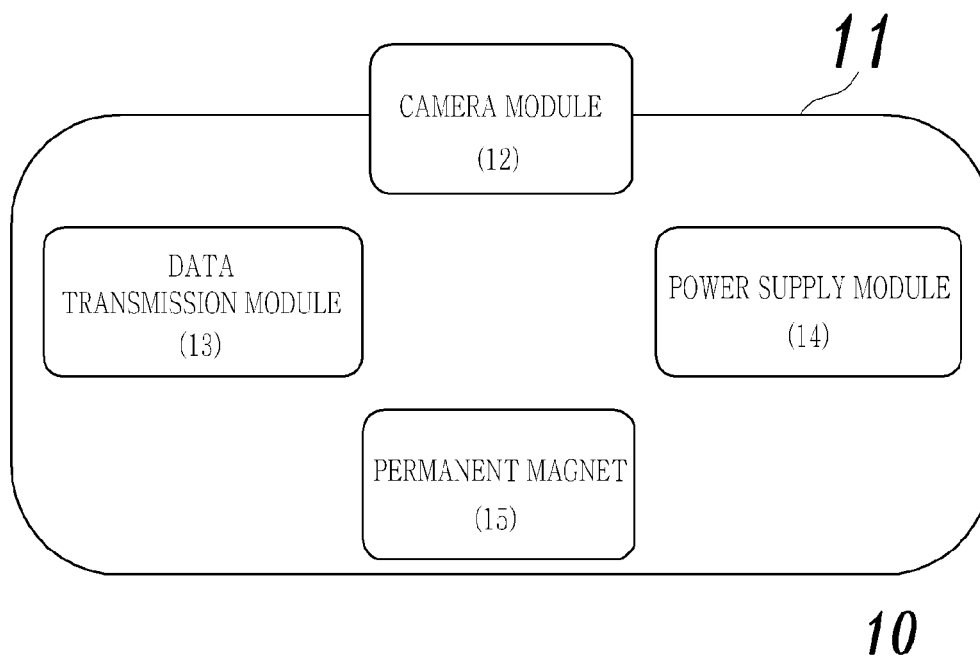 11
CAMERA MODULE
(12)
DATA
TRANSMISSION MODULE
(13)
POWER SUPPLY MODULE
(14)
PERMANENT MAGNET
(15)
10